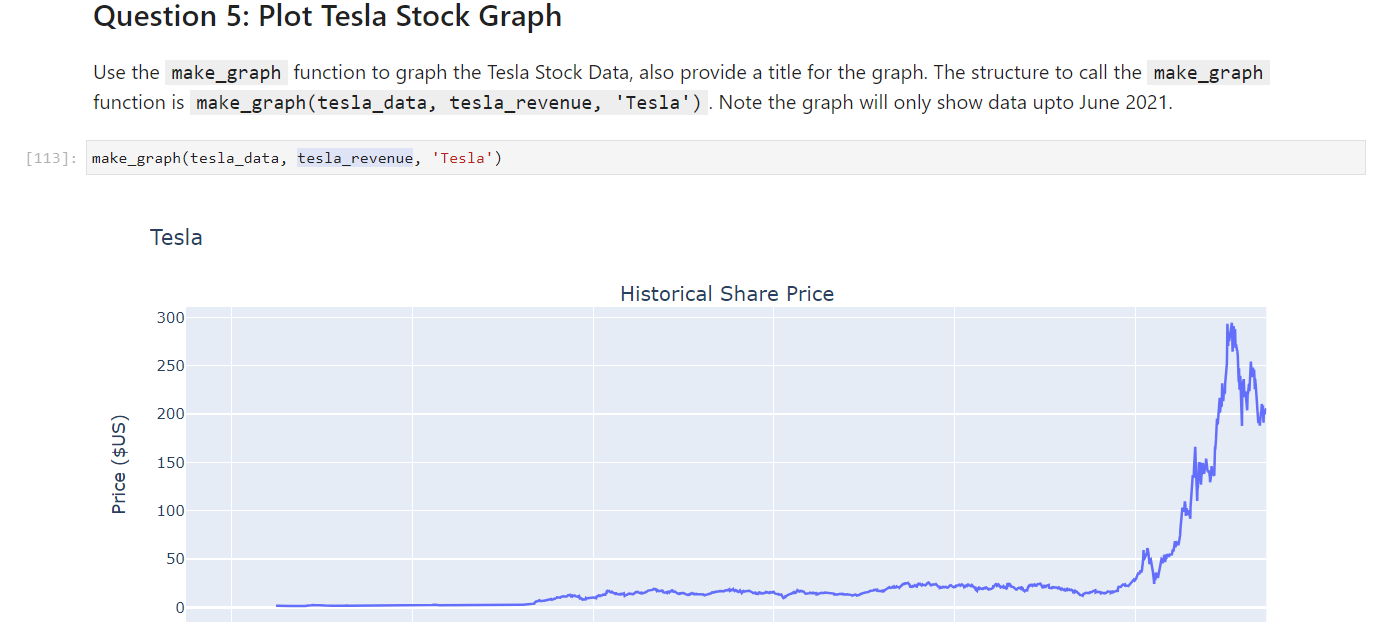 Question 5: Plot Tesla Stock Graph
Use the make_graph function to graph the Tesla Stock Data, also provide a title for the graph. The structure to call the make_graph
function is make_graph(tesla_data, tesla_revenue, 'Tesla'). Note the graph will only show data upto June 2021.
[113]: make_graph(tesla_data, tesla_revenue, 'Tesla')
Tesla
Historical Share Price
300
250
200
150
100
50
0
Price ($US)